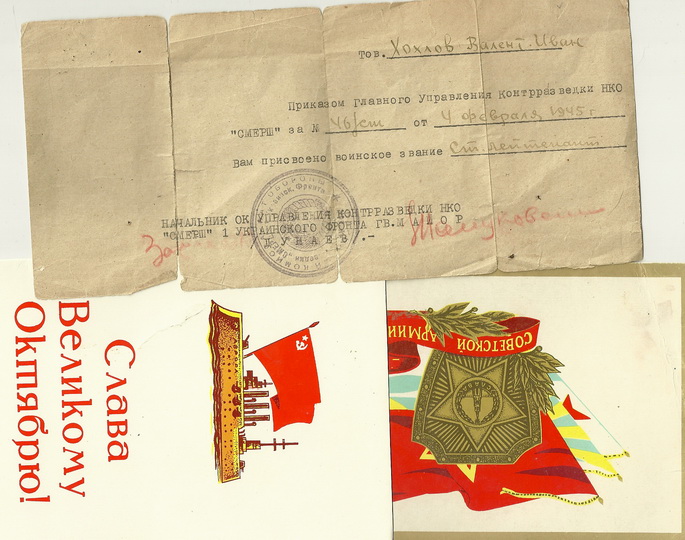 Тов. Хохлов Валент. Иван
Приказом Главного Управления Контрразведки НКО
"СМЕРШ" за № 46/сш от 4 февраля 1945 г.
Вам присвоено воинское звание Ст. лейтенант
НАЧАЛЬНИК ОК УПРАВЛЕНИЯ КОНТРРАЗВЕДКИ НКО
"СМЕРШ" 1 УКРАИНСКОГО ФРОНТА ГВ.МАЙОР
/ДУНАЕВ/.-
Слава
Великому
Октябрю!
СОВЕТСКОЙ АРМИИ